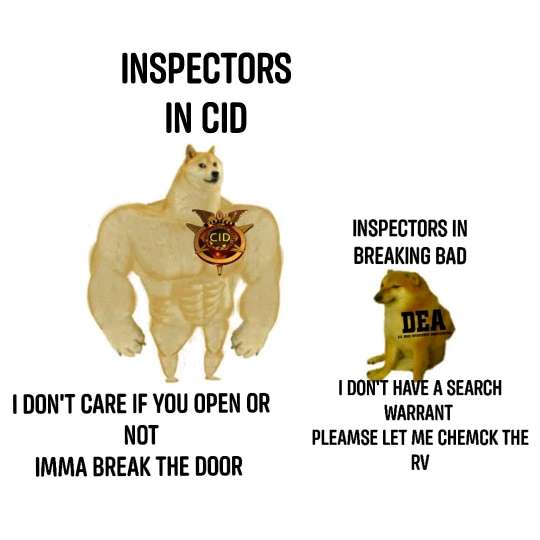 INSPECTORS
IN CID
CID
I DON'T CARE IF YOU OPEN OR
NOT
IMMA BREAK THE DOOR
INSPECTORS IN
BREAKING BAD
DEA
I DON'T HAVE A SEARCH
WARRANT
PLEAMSE LET ME CHEMCK THE
RV